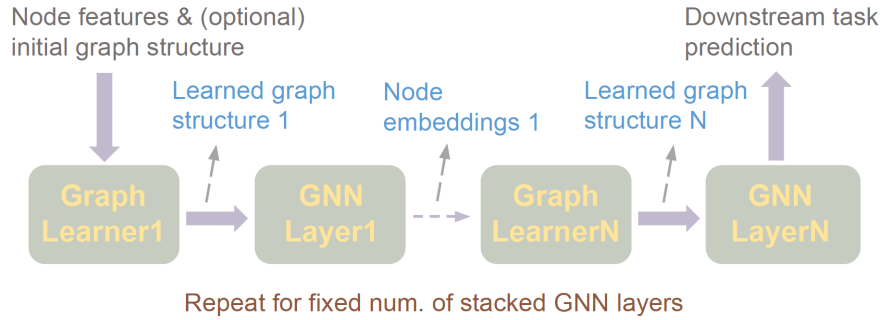 Node features & (optional)
initial graph structure
Downstream task
prediction
Learned graph
structure 1
Node
embeddings 1
Learned graph
structure N
Graph
Learner1
GNN
Layer1
Graph
LearnerN
GNN
LayerN
Repeat for fixed num. of stacked GNN layers